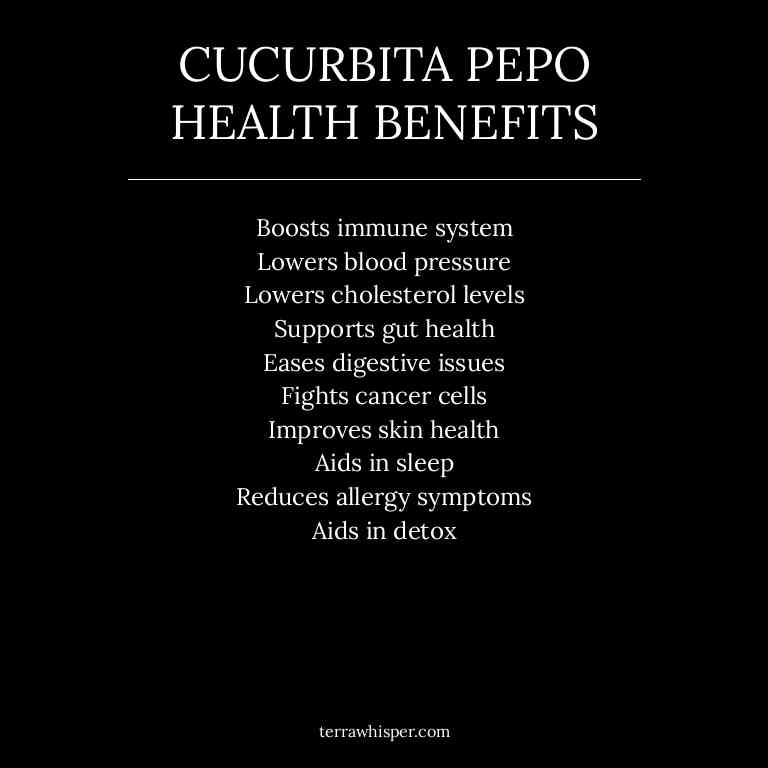 CUCURBITA PEPO
HEALTH BENEFITS
Boosts immune system
Lowers blood pressure
Lowers cholesterol levels
Supports gut health
Eases digestive issues
Fights cancer cells
Improves skin health
Aids in sleep
Reduces allergy symptoms
Aids in detox
terrawhisper.com